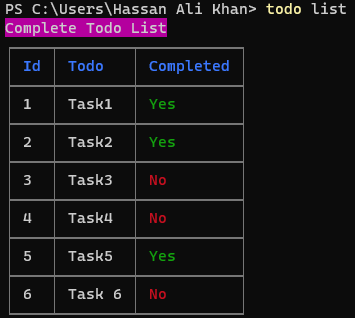 PS C:\Users\Hassan Ali Khan> todo list
Complete Todo List
Id Todo Completed
1 Task1 Yes
2 Task2 Yes
3 Task3 No
4 Task4 No
5 Task5 Yes
6 Task 6 No